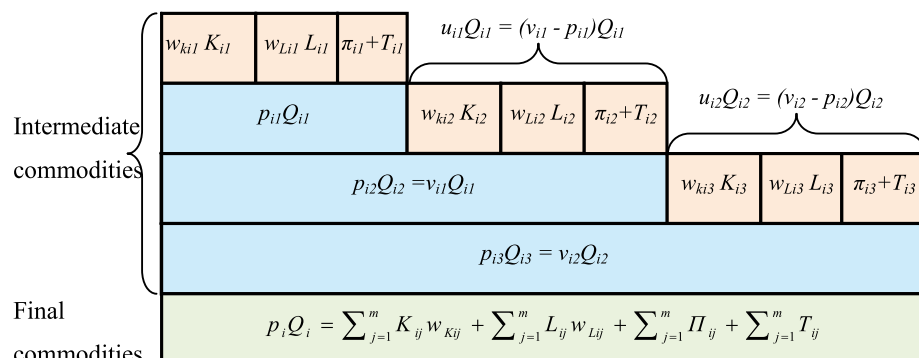 u_{i1}Q_{i1} = (v_{i1} - p_{i1})Q_{i1}
w_{ki1} K_{i1} w_{Li1} L_{i1} π_{i1}+T_{i1}
u_{i2}Q_{i2} = (v_{i2} - p_{i2})Q_{i2}
p_{i1}Q_{i1} w_{ki2} K_{i2} w_{Li2} L_{i2} π_{i2}+T_{i2}
Intermediate
commodities
p_{i2}Q_{i2} =v_{i1}Q_{i1} w_{ki3} K_{i3} w_{Li3} L_{i3} π_{i3}+T_{i3}
p_{i3}Q_{i3} = v_{i2}Q_{i2}
Final
commodities
p_i Q_i = ∑_{j=1}^{m} K_{ij} w_{Kij} + ∑_{j=1}^{m} L_{ij} w_{Lij} + ∑_{j=1}^{m} Π_{ij} + ∑_{j=1}^{m} T_{ij}